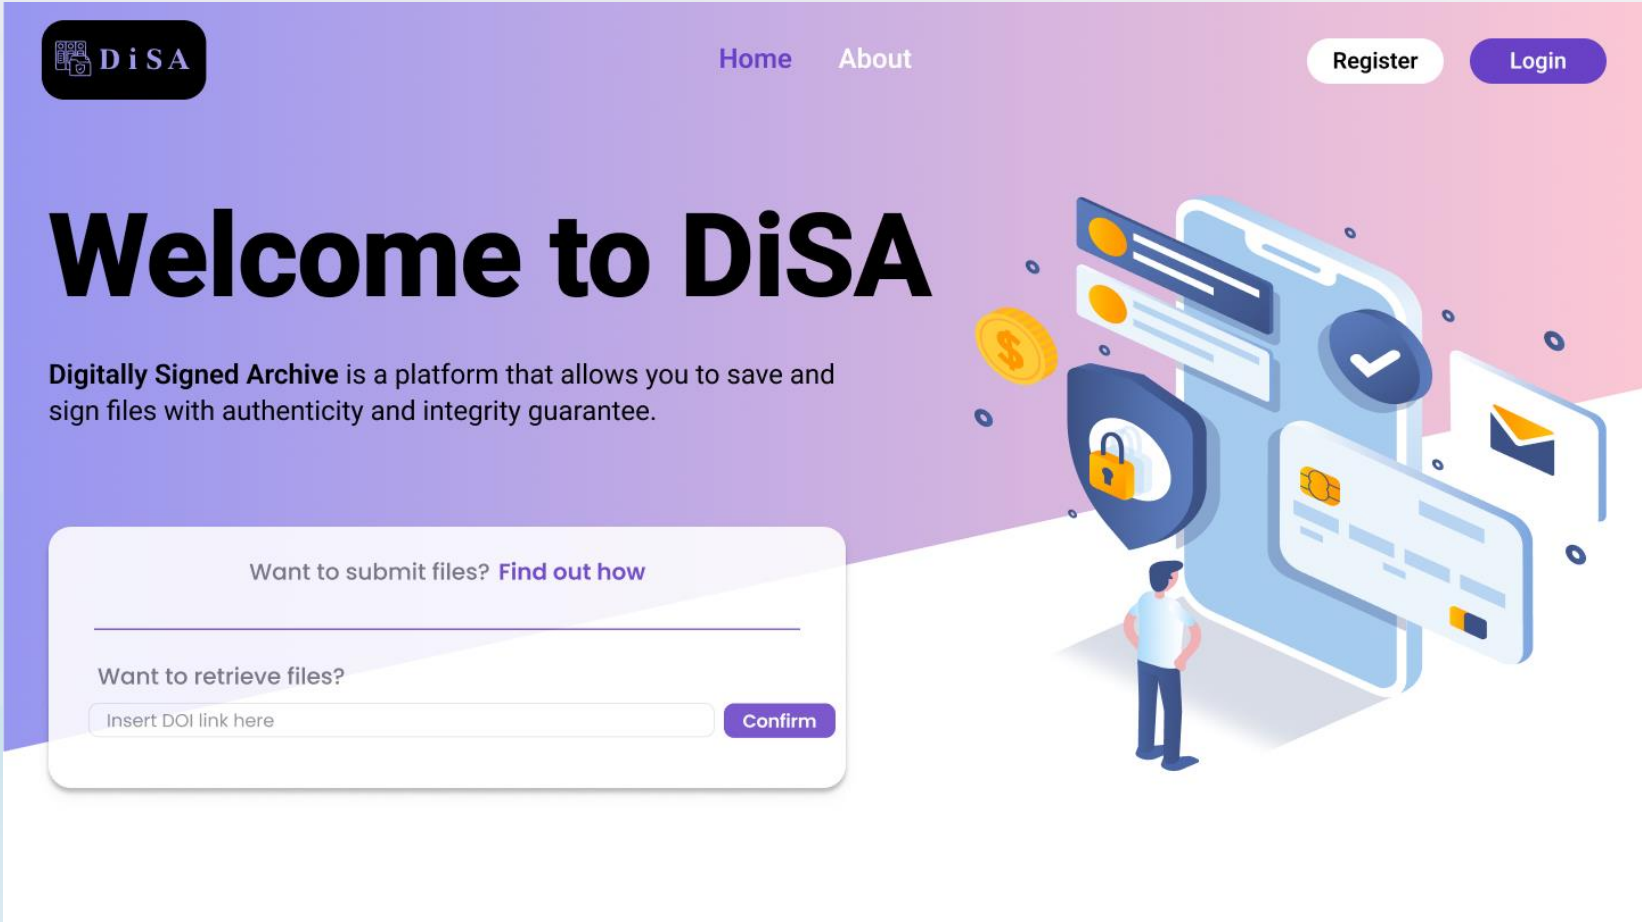 DiSA
Home
About
Register
Login
Welcome to DiSA
Digitally Signed Archive is a platform that allows you to save and
sign files with authenticity and integrity guarantee.
$
Want to submit files? Find out how
Want to retrieve files?
Insert DOI link here
Confirm